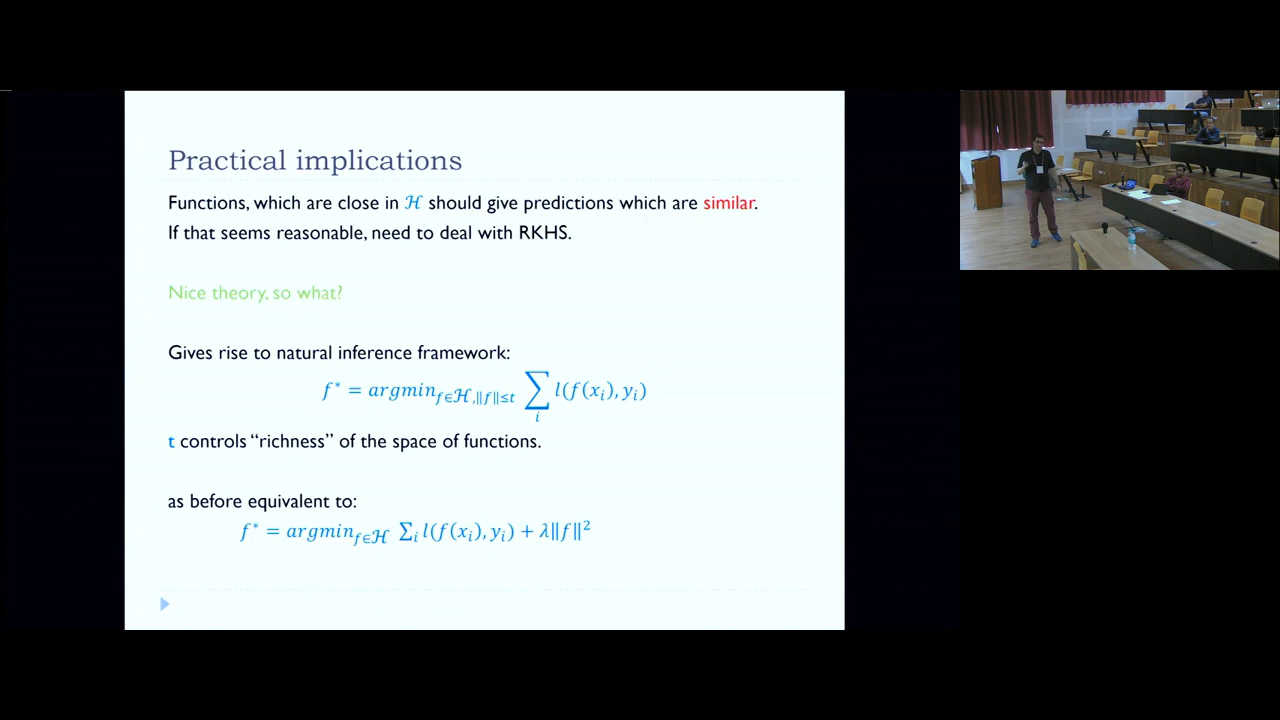 Practical implications
Functions, which are close in ℋ should give predictions which are similar.
If that seems reasonable, need to deal with RKHS.
Nice theory, so what?
Gives rise to natural inference framework:
f* = argmin_{f∈ℋ,‖f‖≤t} ∑_i l(f(x_i), y_i)
t controls “richness” of the space of functions.
as before equivalent to:
f* = argmin_{f∈ℋ} ∑_i l(f(x_i), y_i) + λ‖f‖²